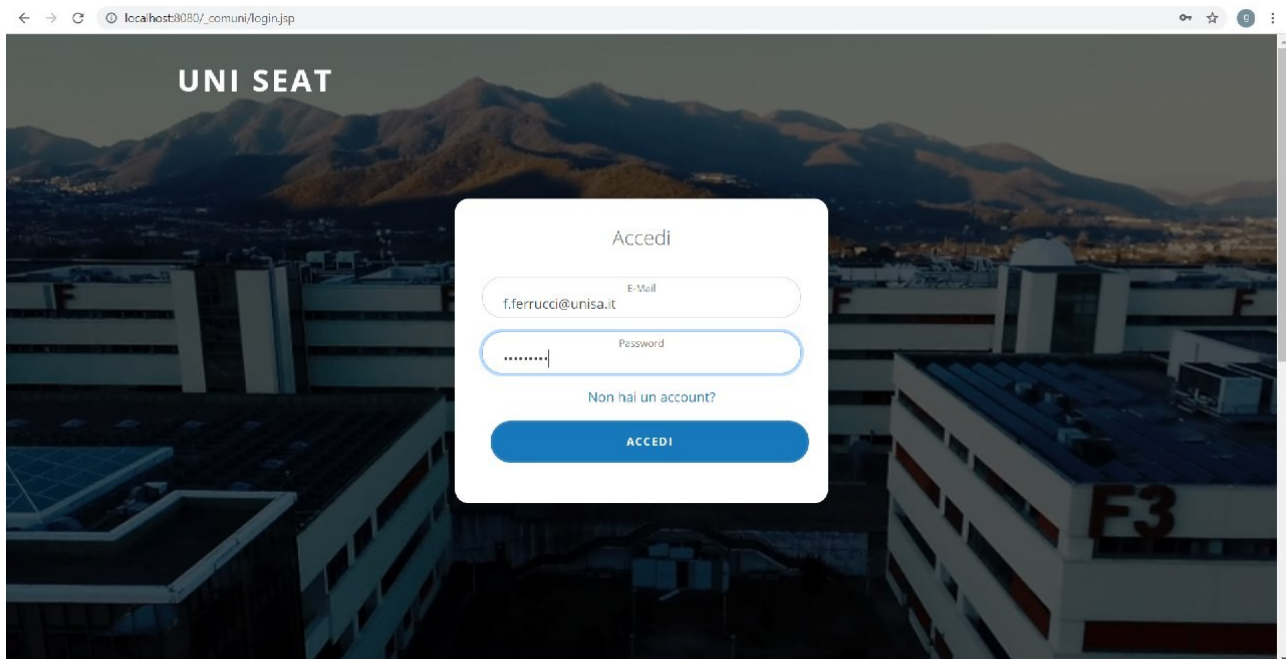 localhost:8080/_comuni/login.jsp
g
UNI SEAT
Accedi
E-Mail
f.ferrucci@unisa.it
Password
•••••••••
Non hai un account?
ACCEDI
F
F
F
F3